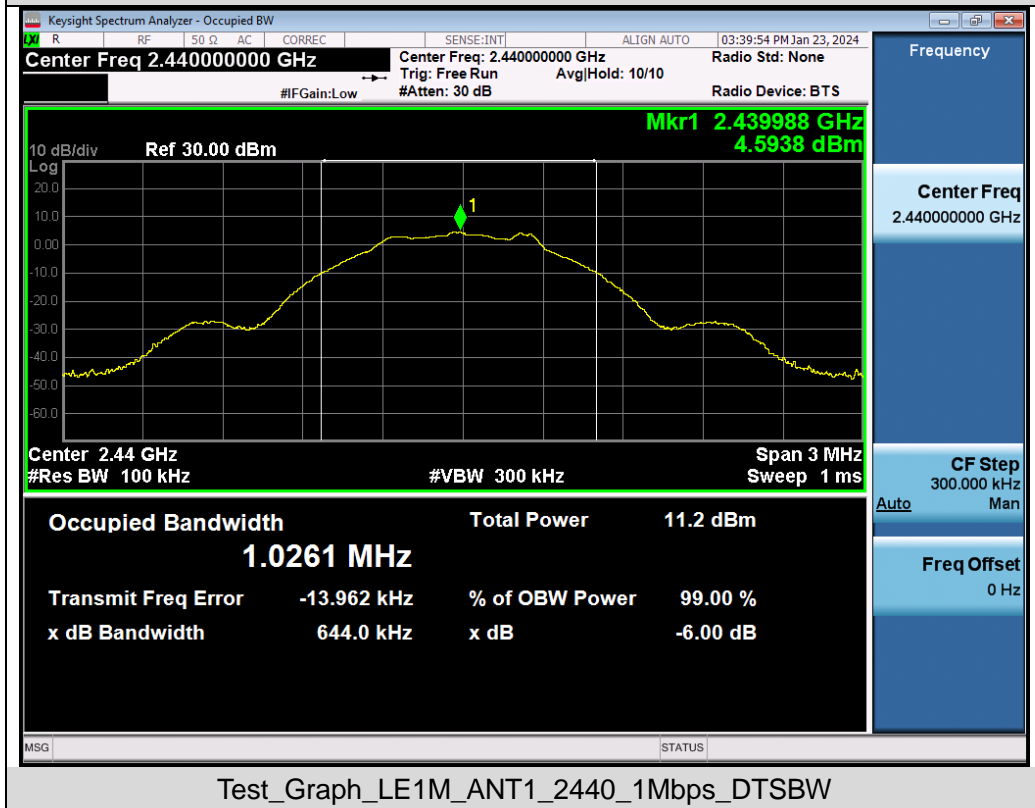 Keysight Spectrum Analyzer - Occupied BW
LXI R RF 50 Ω AC CORREC SENSE:INT ALIGN AUTO 03:39:54 PM Jan 23, 2024
Center Freq 2.440000000 GHz
Center Freq: 2.440000000 GHz Radio Std: None
Trig: Free Run Avg|Hold: 10/10
#IFGain:Low #Atten: 30 dB Radio Device: BTS
Frequency
Mkr1 2.439988 GHz
4.5938 dBm
10 dB/div Ref 30.00 dBm
Log
20.0
10.0
0.00
-10.0
-20.0
-30.0
-40.0
-50.0
-60.0
1
Center 2.44 GHz Span 3 MHz
#Res BW 100 kHz #VBW 300 kHz Sweep 1 ms
Center Freq
2.440000000 GHz
CF Step
300.000 kHz
Auto Man
Freq Offset
0 Hz
Occupied Bandwidth Total Power 11.2 dBm
1.0261 MHz
Transmit Freq Error -13.962 kHz % of OBW Power 99.00 %
x dB Bandwidth 644.0 kHz x dB -6.00 dB
MSG STATUS
Test_Graph_LE1M_ANT1_2440_1Mbps_DTSBW